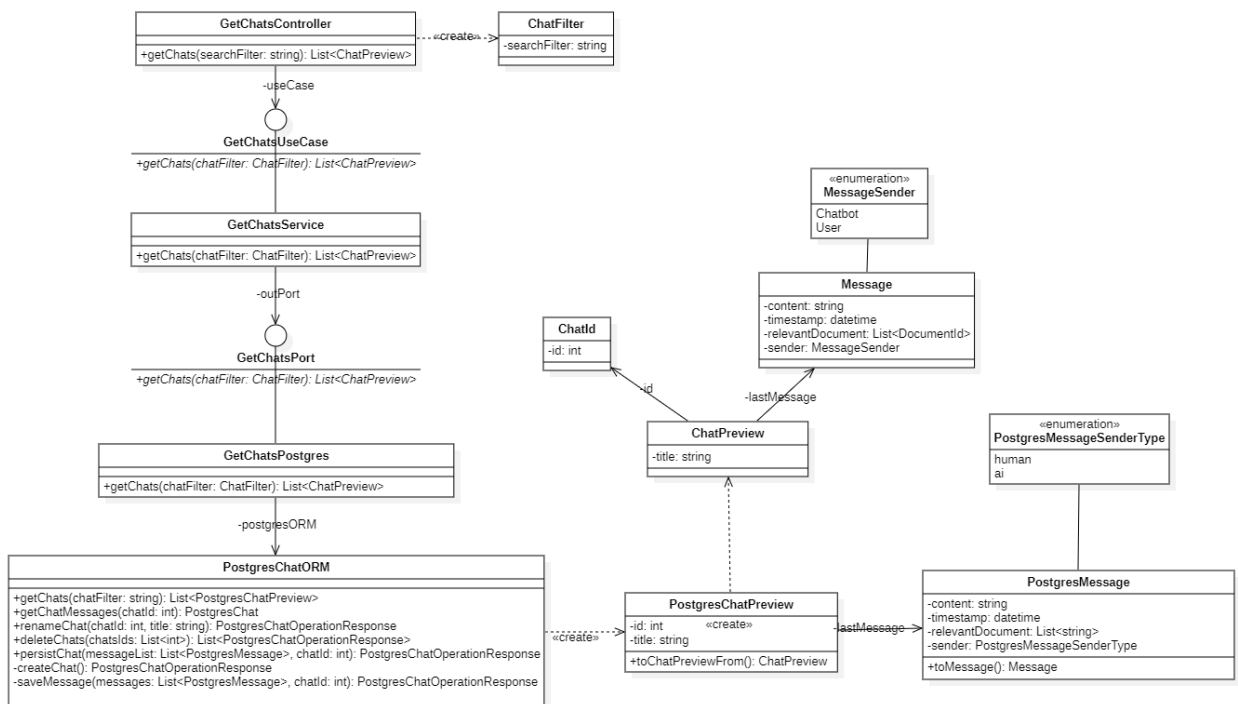 GetChatsController
+getChats(searchFilter: string): List<ChatPreview>
«create»
ChatFilter
-searchFilter: string
-useCase
GetChatsUseCase
+getChats(chatFilter: ChatFilter): List<ChatPreview>
GetChatsService
+getChats(chatFilter: ChatFilter): List<ChatPreview>
-outPort
GetChatsPort
+getChats(chatFilter: ChatFilter): List<ChatPreview>
GetChatsPostgres
+getChats(chatFilter: ChatFilter): List<ChatPreview>
-postgresORM
PostgresChatORM
+getChats(chatFilter: string): List<PostgresChatPreview>
+getChatMessages(chatId: int): PostgresChat
+renameChat(chatId: int, title: string): PostgresChatOperationResponse
+deleteChats(chatsIds: List<int>): List<PostgresChatOperationResponse>
+persistChat(messageList: List<PostgresMessage>, chatId: int): PostgresChatOperationResponse
-createChat(): PostgresChatOperationResponse
-saveMessage(messages: List<PostgresMessage>, chatId: int): PostgresChatOperationResponse
«create»
«enumeration»
MessageSender
Chatbot
User
Message
-content: string
-timestamp: datetime
-relevantDocument: List<DocumentId>
-sender: MessageSender
ChatId
-id: int
-id
-lastMessage
ChatPreview
-title: string
PostgresChatPreview
-id: int
«create»
-title: string
+toChatPreviewFrom(): ChatPreview
-lastMessage
«enumeration»
PostgresMessageSenderType
human
ai
PostgresMessage
-content: string
-timestamp: datetime
-relevantDocument: List<string>
-sender: PostgresMessageSenderType
+toMessage(): Message